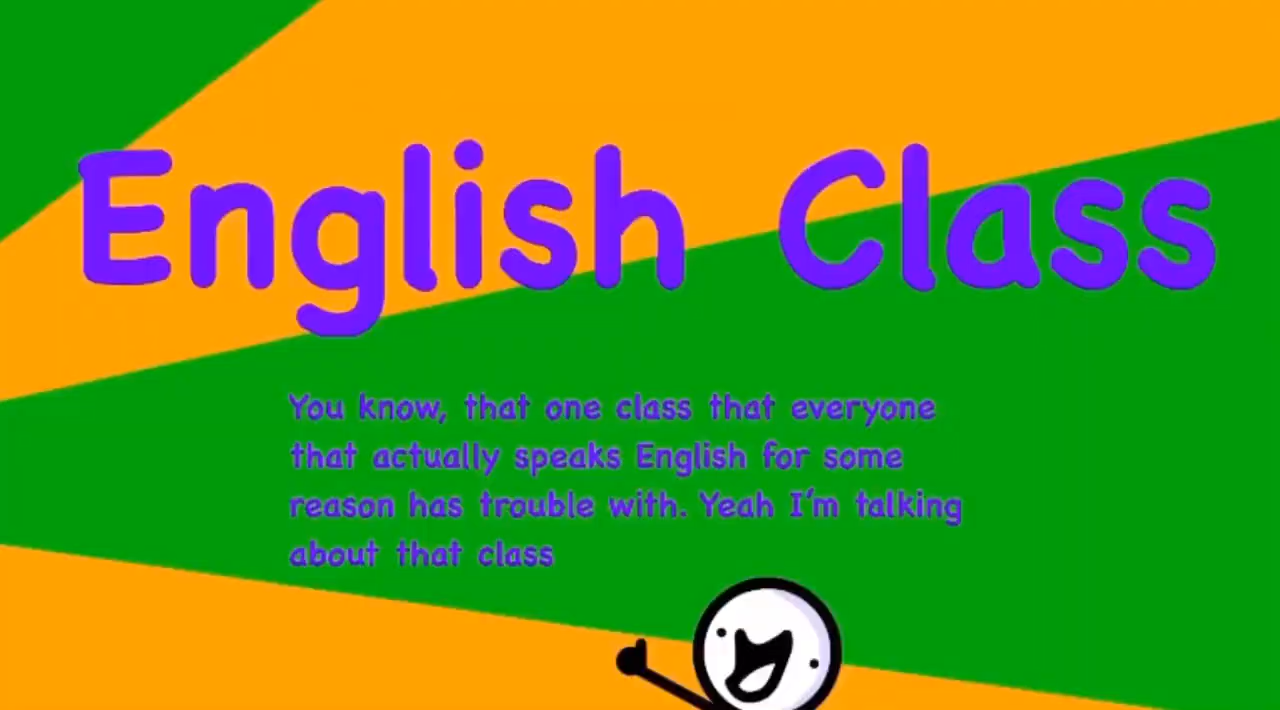 English Class
You know, that one class that everyone
that actually speaks English for some
reason has trouble with. Yeah I'm talking
about that class